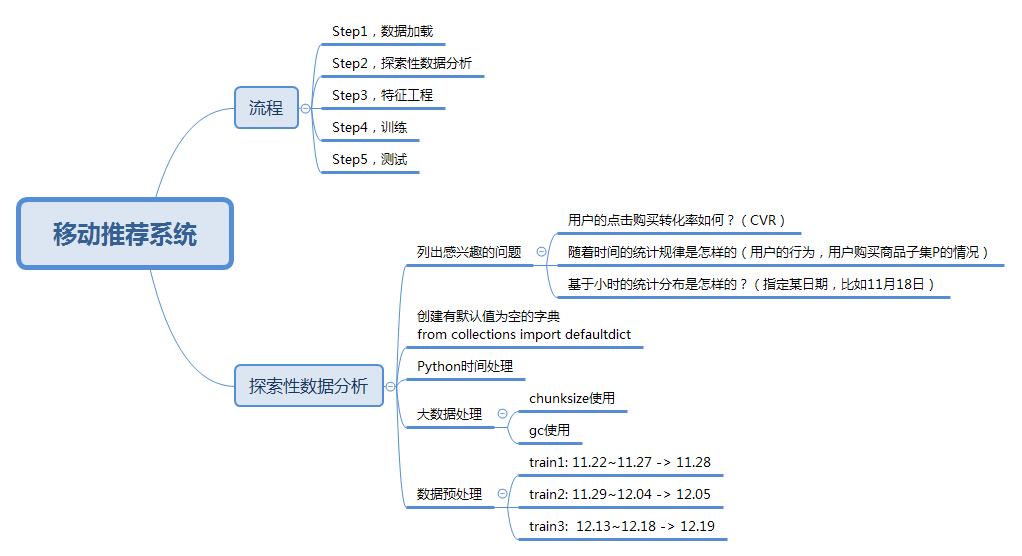 移动推荐系统
流程
Step1，数据加载
Step2，探索性数据分析
Step3，特征工程
Step4，训练
Step5，测试
探索性数据分析
列出感兴趣的问题
用户的点击购买转化率如何？（CVR）
随着时间的统计规律是怎样的（用户的行为，用户购买商品子集P的情况）
基于小时的统计分布是怎样的？（指定某日期，比如11月18日）
创建有默认值为空的字典
from collections import defaultdict
Python时间处理
大数据处理
chunksize使用
gc使用
数据预处理
train1: 11.22~11.27 -> 11.28
train2: 11.29~12.04 -> 12.05
train3:  12.13~12.18 -> 12.19